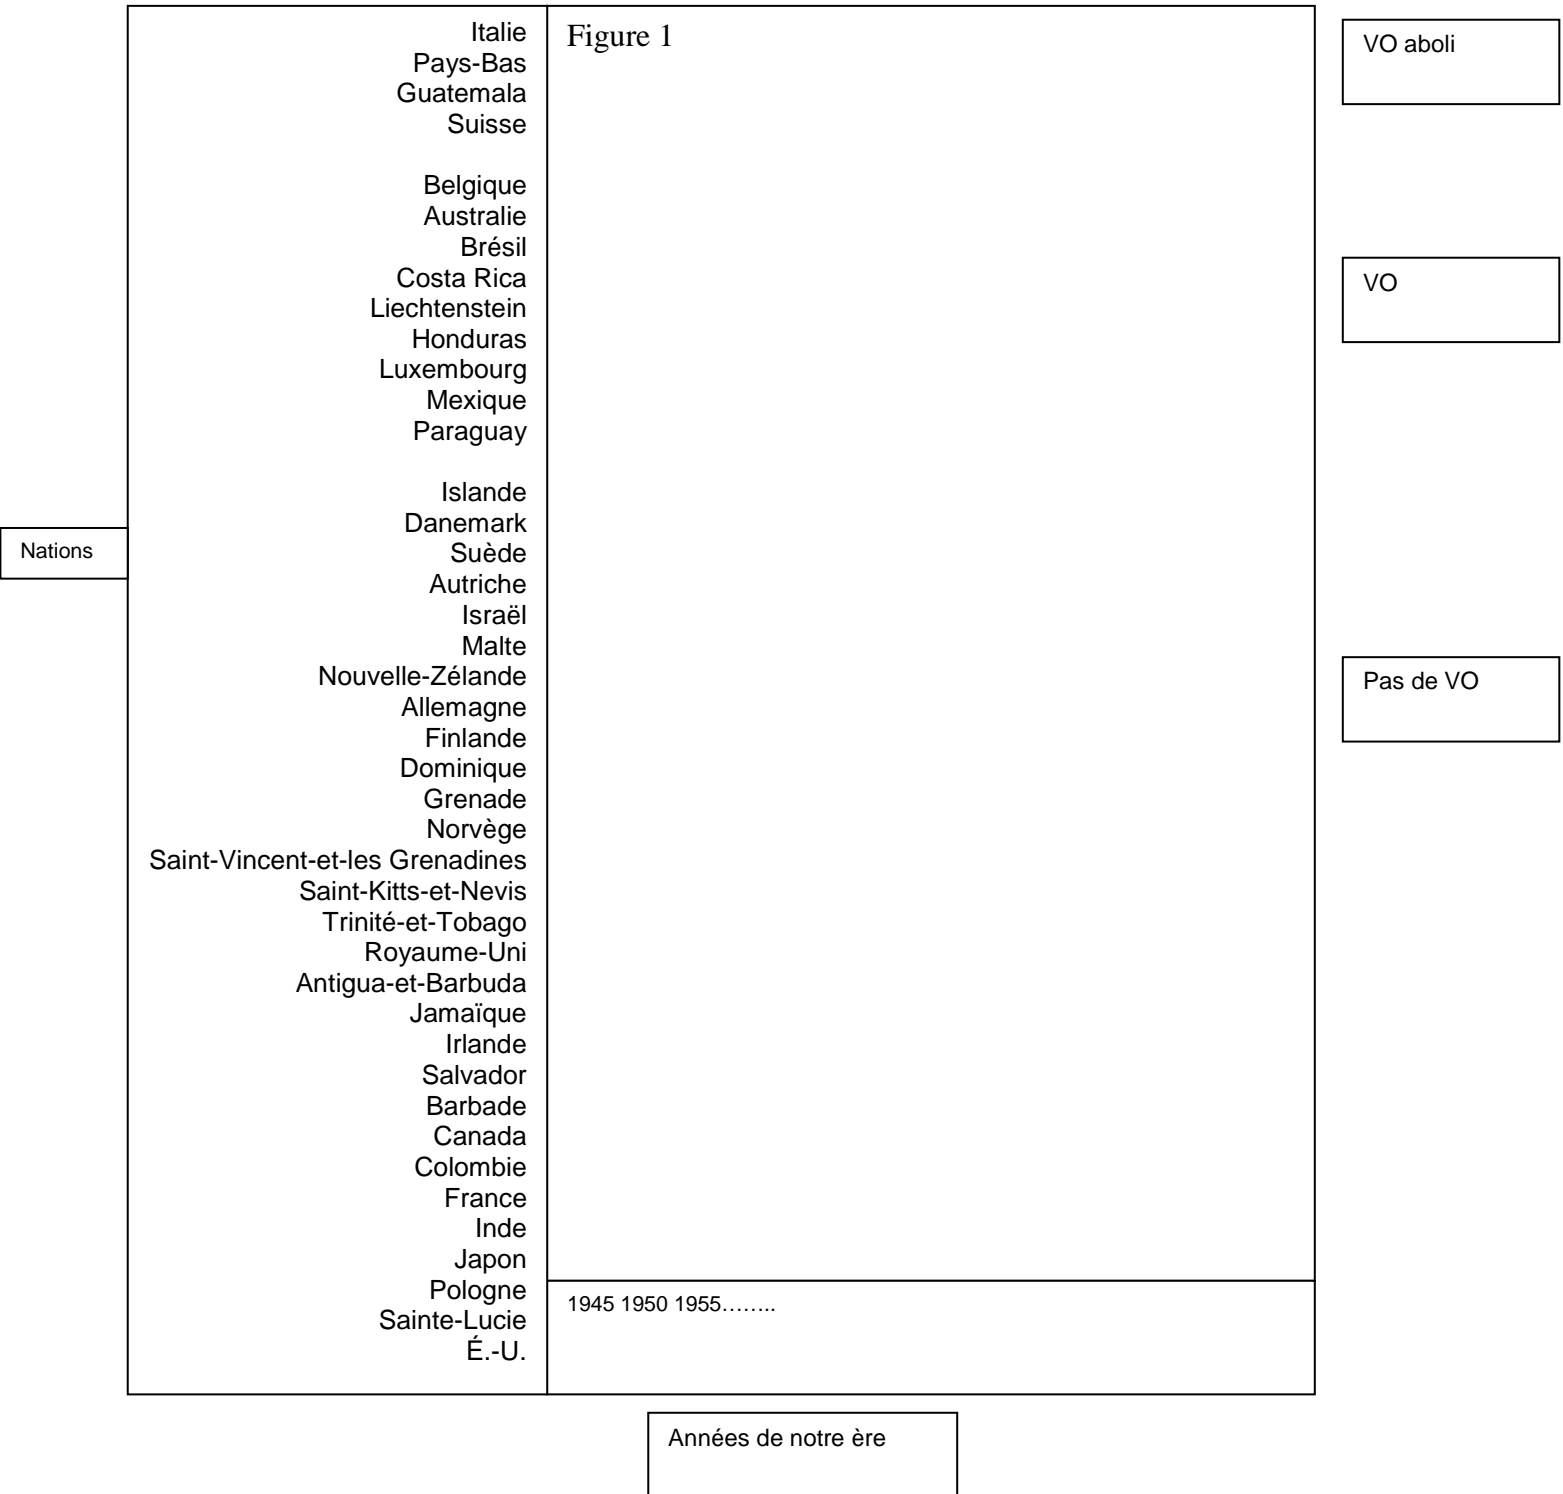 Figure 1
Italie
Pays-Bas
Guatemala
Suisse
Belgique
Australie
Brésil
Costa Rica
Liechtenstein
Honduras
Luxembourg
Mexique
Paraguay
Islande
Danemark
Suède
Autriche
Israël
Malte
Nouvelle-Zélande
Allemagne
Finlande
Dominique
Grenade
Norvège
Saint-Vincent-et-les Grenadines
Saint-Kitts-et-Nevis
Trinité-et-Tobago
Royaume-Uni
Antigua-et-Barbuda
Jamaïque
Irlande
Salvador
Barbade
Canada
Colombie
France
Inde
Japon
Pologne
Sainte-Lucie
É.-U.
Nations
VO aboli
VO
Pas de VO
1945 1950 1955........
Années de notre ère